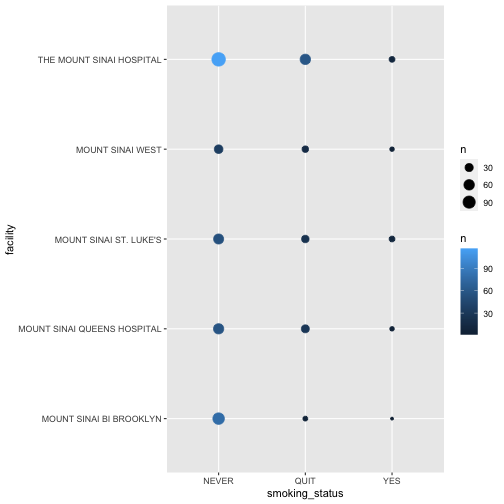 THE MOUNT SINAI HOSPITAL
MOUNT SINAI WEST
MOUNT SINAI ST. LUKE'S
MOUNT SINAI QUEENS HOSPITAL
MOUNT SINAI BI BROOKLYN
facility
NEVER QUIT YES
smoking_status
n
30
60
90
n
90
60
30